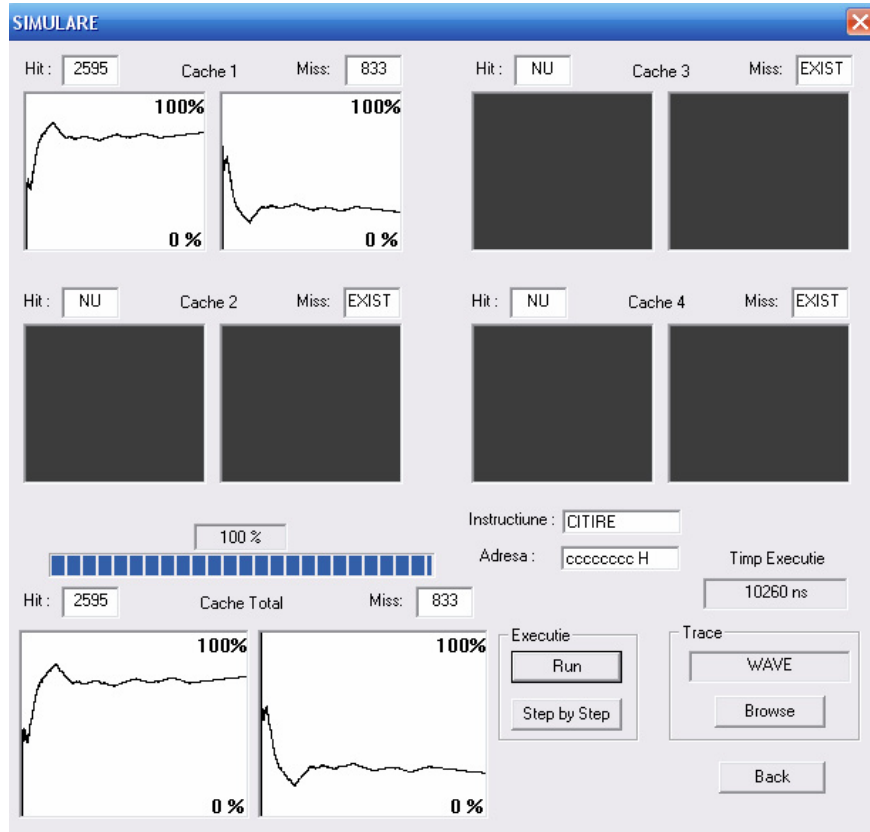 SIMULARE
Hit : 2595 Cache 1 Miss: 833
100% 100%
0 % 0 %
Hit : NU Cache 3 Miss: EXIST
Hit : NU Cache 2 Miss: EXIST
Hit : NU Cache 4 Miss: EXIST
100 %
Instructiune : CITIRE
Adresa : cccccccc H
Timp Executie
10260 ns
Hit : 2595 Cache Total Miss: 833
100% 100%
0 % 0 %
Executie
Run
Step by Step
Trace
WAVE
Browse
Back